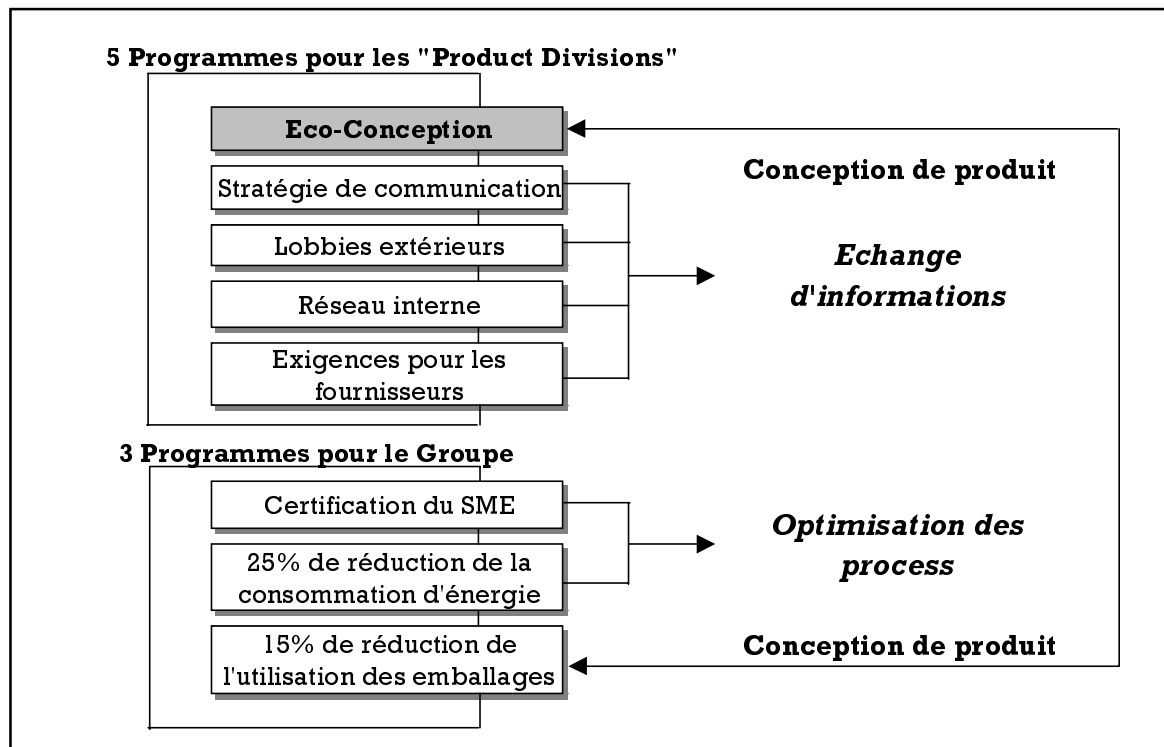 5 Programmes pour les "Product Divisions"
Eco-Conception
Conception de produit
Stratégie de communication
Lobbies extérieurs
Echange
d'informations
Réseau interne
Exigences pour les
fournisseurs
3 Programmes pour le Groupe
Certification du SME
Optimisation des
process
25% de réduction de la
consommation d'énergie
15% de réduction de
l'utilisation des emballages
Conception de produit